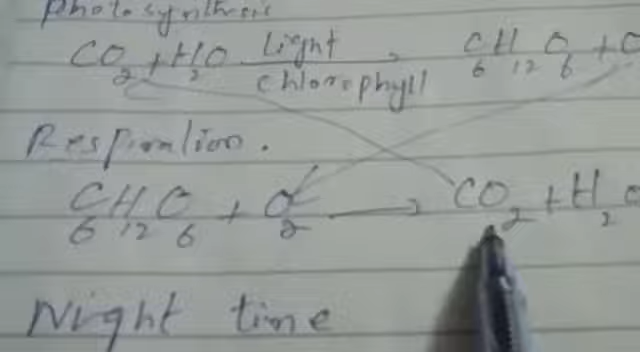 Photosynthesis
CO2 + H2O Light chlorophyll → C6H12O6 + O
Respiration.
C6H12O6 + O2 → CO2 + H2O
Night time